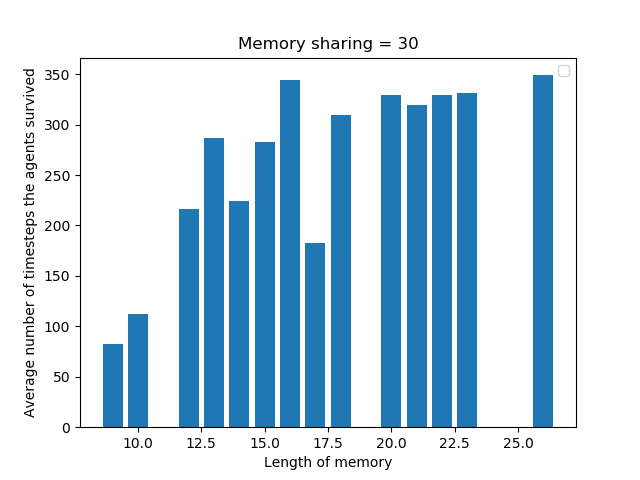 Memory sharing = 30
Average number of timesteps the agents survived
350
300
250
200
150
100
50
0
10.0 12.5 15.0 17.5 20.0 22.5 25.0
Length of memory